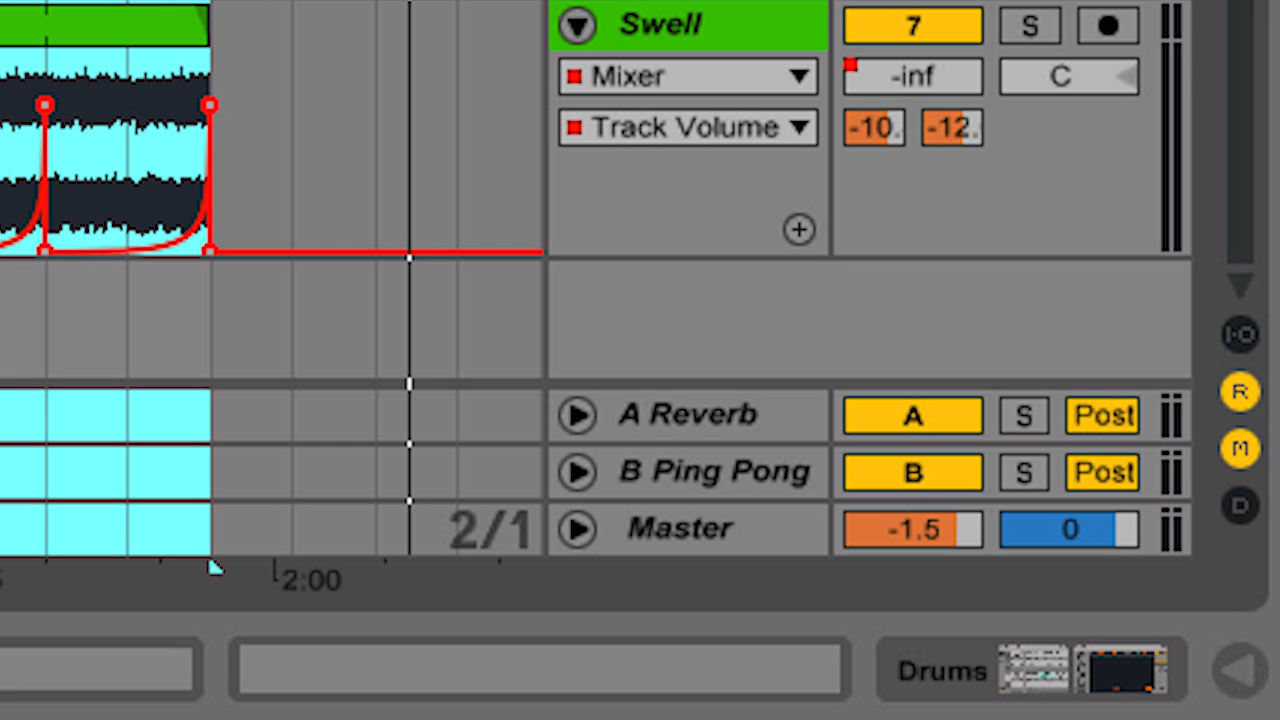 Swell 7 S
Mixer -inf C
Track Volume -10. -12.
A Reverb A S Post
B Ping Pong B S Post
2/1 Master -1.5 0
2:00
I-O
R
M
D
Drums